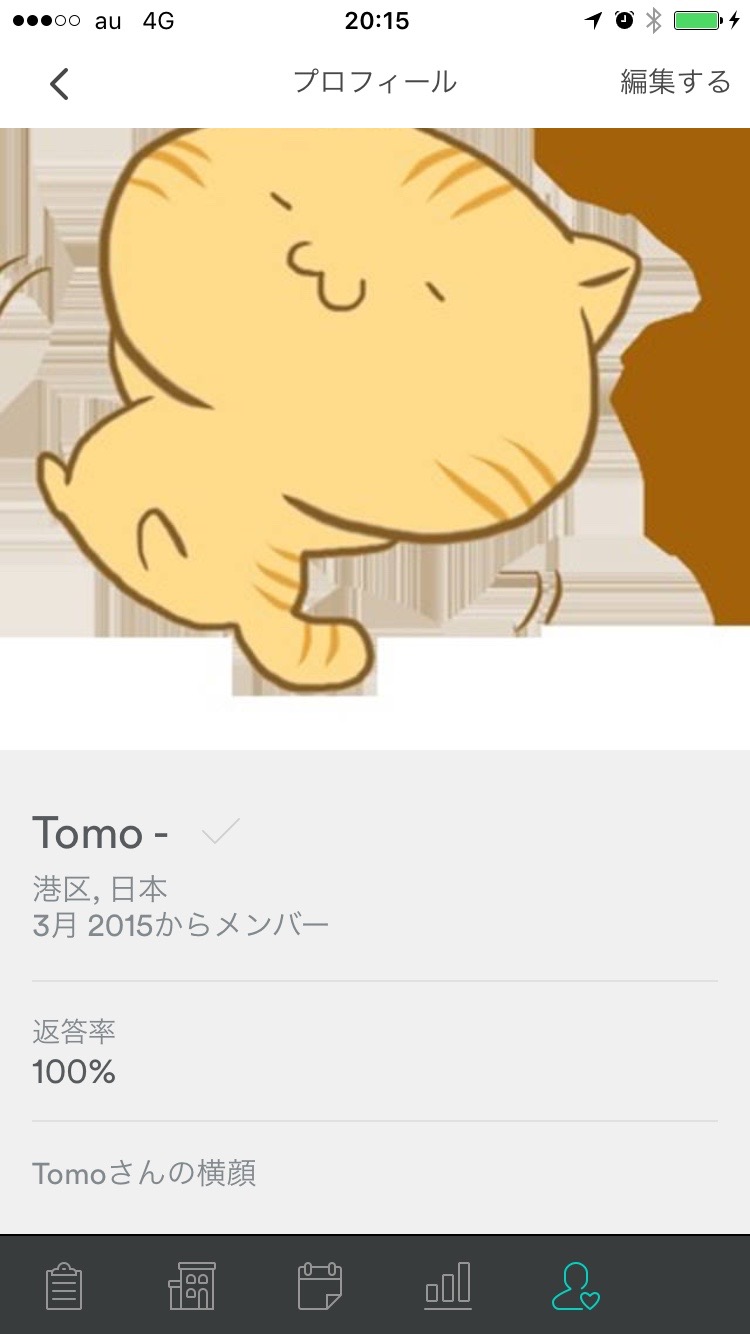 au 4G 20:15
プロフィール 編集する
Tomo -
港区, 日本
3月 2015からメンバー
返答率
100%
Tomoさんの横顔